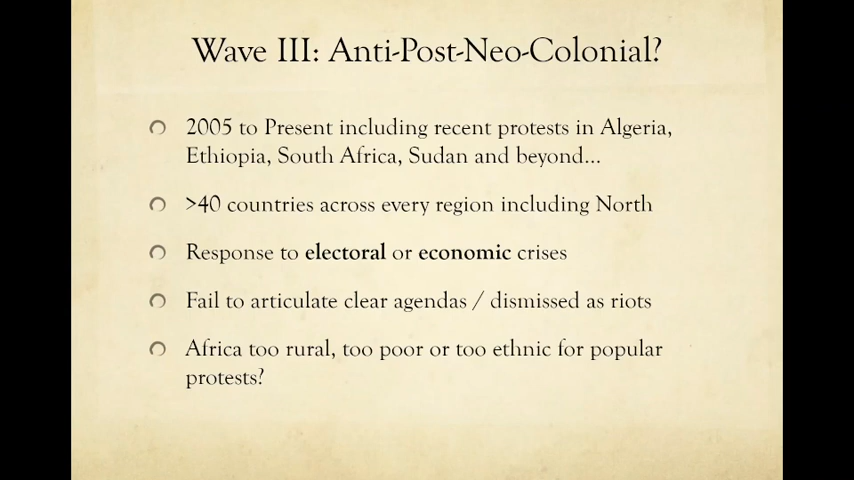 Wave III: Anti-Post-Neo-Colonial?
2005 to Present including recent protests in Algeria,
Ethiopia, South Africa, Sudan and beyond...
>40 countries across every region including North
Response to electoral or economic crises
Fail to articulate clear agendas / dismissed as riots
Africa too rural, too poor or too ethnic for popular
protests?